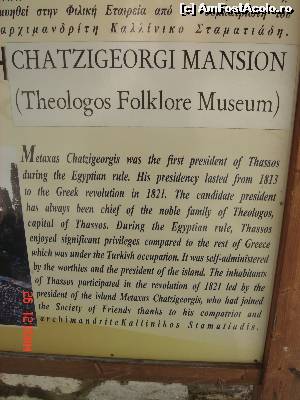 [c] AmFostAcolo.ro
μυηθεί στην Φιλική Εταιρεία από
αρχιμανδρίτη Καλλίνικο Σταματιάδη.
CHATZIGEORGI MANSION
(Theologos Folklore Museum)
Metaxas Chatzigeorgis was the first president of Thassos
during the Egyptian rule. His presidency lasted from 1813
to the Greek revolution in 1821. The candidate president
has always been chief of the noble family of Theologos,
capital of Thassos. During the Egyptian rule, Thassos
enjoyed significant privileges compared to the rest of Greece
which was under the Turkish occupation. It was self-administered
by the worthies and the president of the island. The inhabitants
of Thassos participated in the revolution of 1821 led by the
president of the island Metaxas Chatzigeorgis, who had joined
the Society of Friends thanks to his compatriot and
archimandrite Kallinikos Stamatiadis.